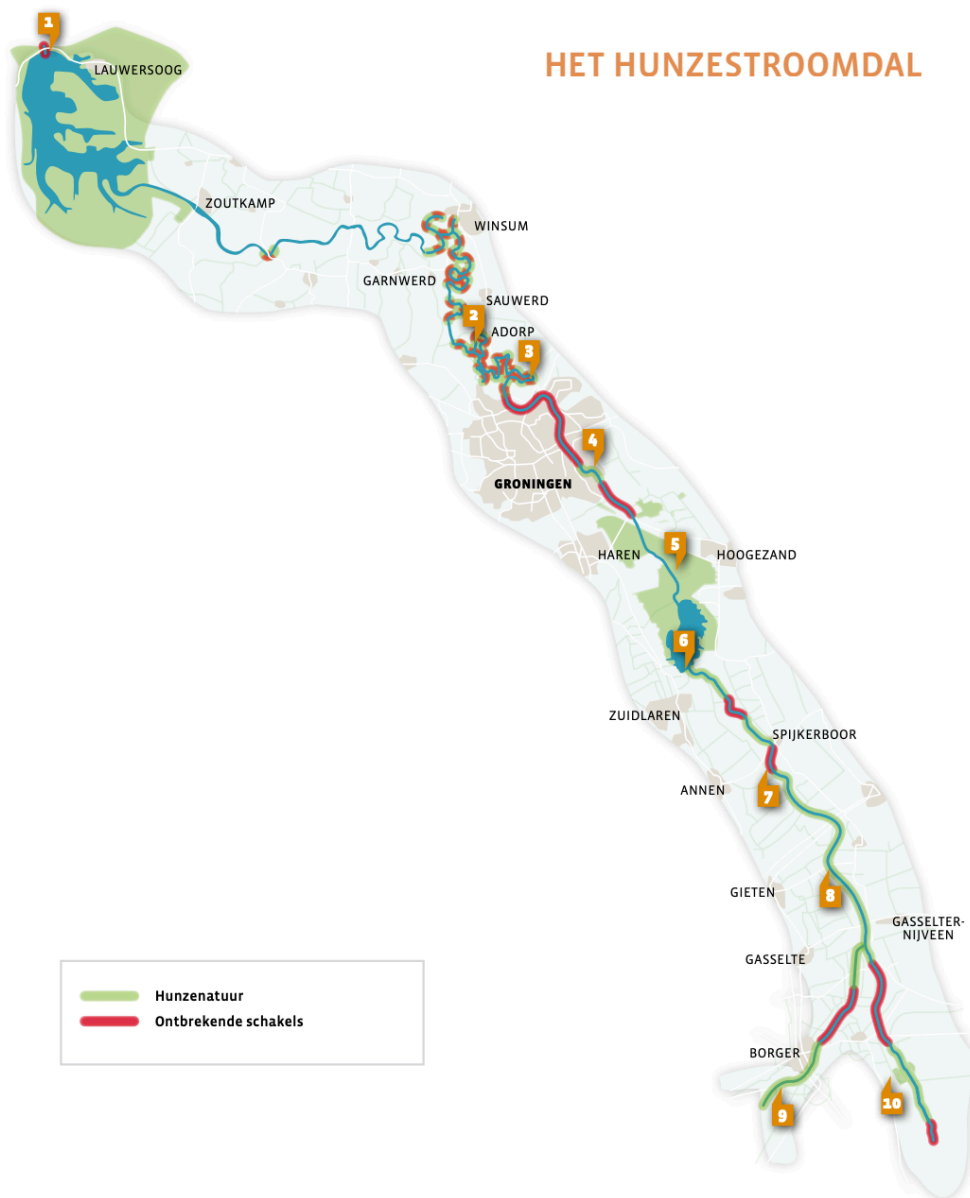 HET HUNZESTROOMDAL
1
LAUWERSOOG
ZOUTKAMP
WINSUM
GARNWERD
SAUWERD
2
ADORP
3
4
GRONINGEN
5
HAREN
HOOGEZAND
6
ZUIDLAREN
SPIJKERBOOR
ANNEN
7
GIETEN
8
GASSELTER-
NIJVEEN
GASSELTE
Hunzenatuur
Ontbrekende schakels
BORGER
9
10